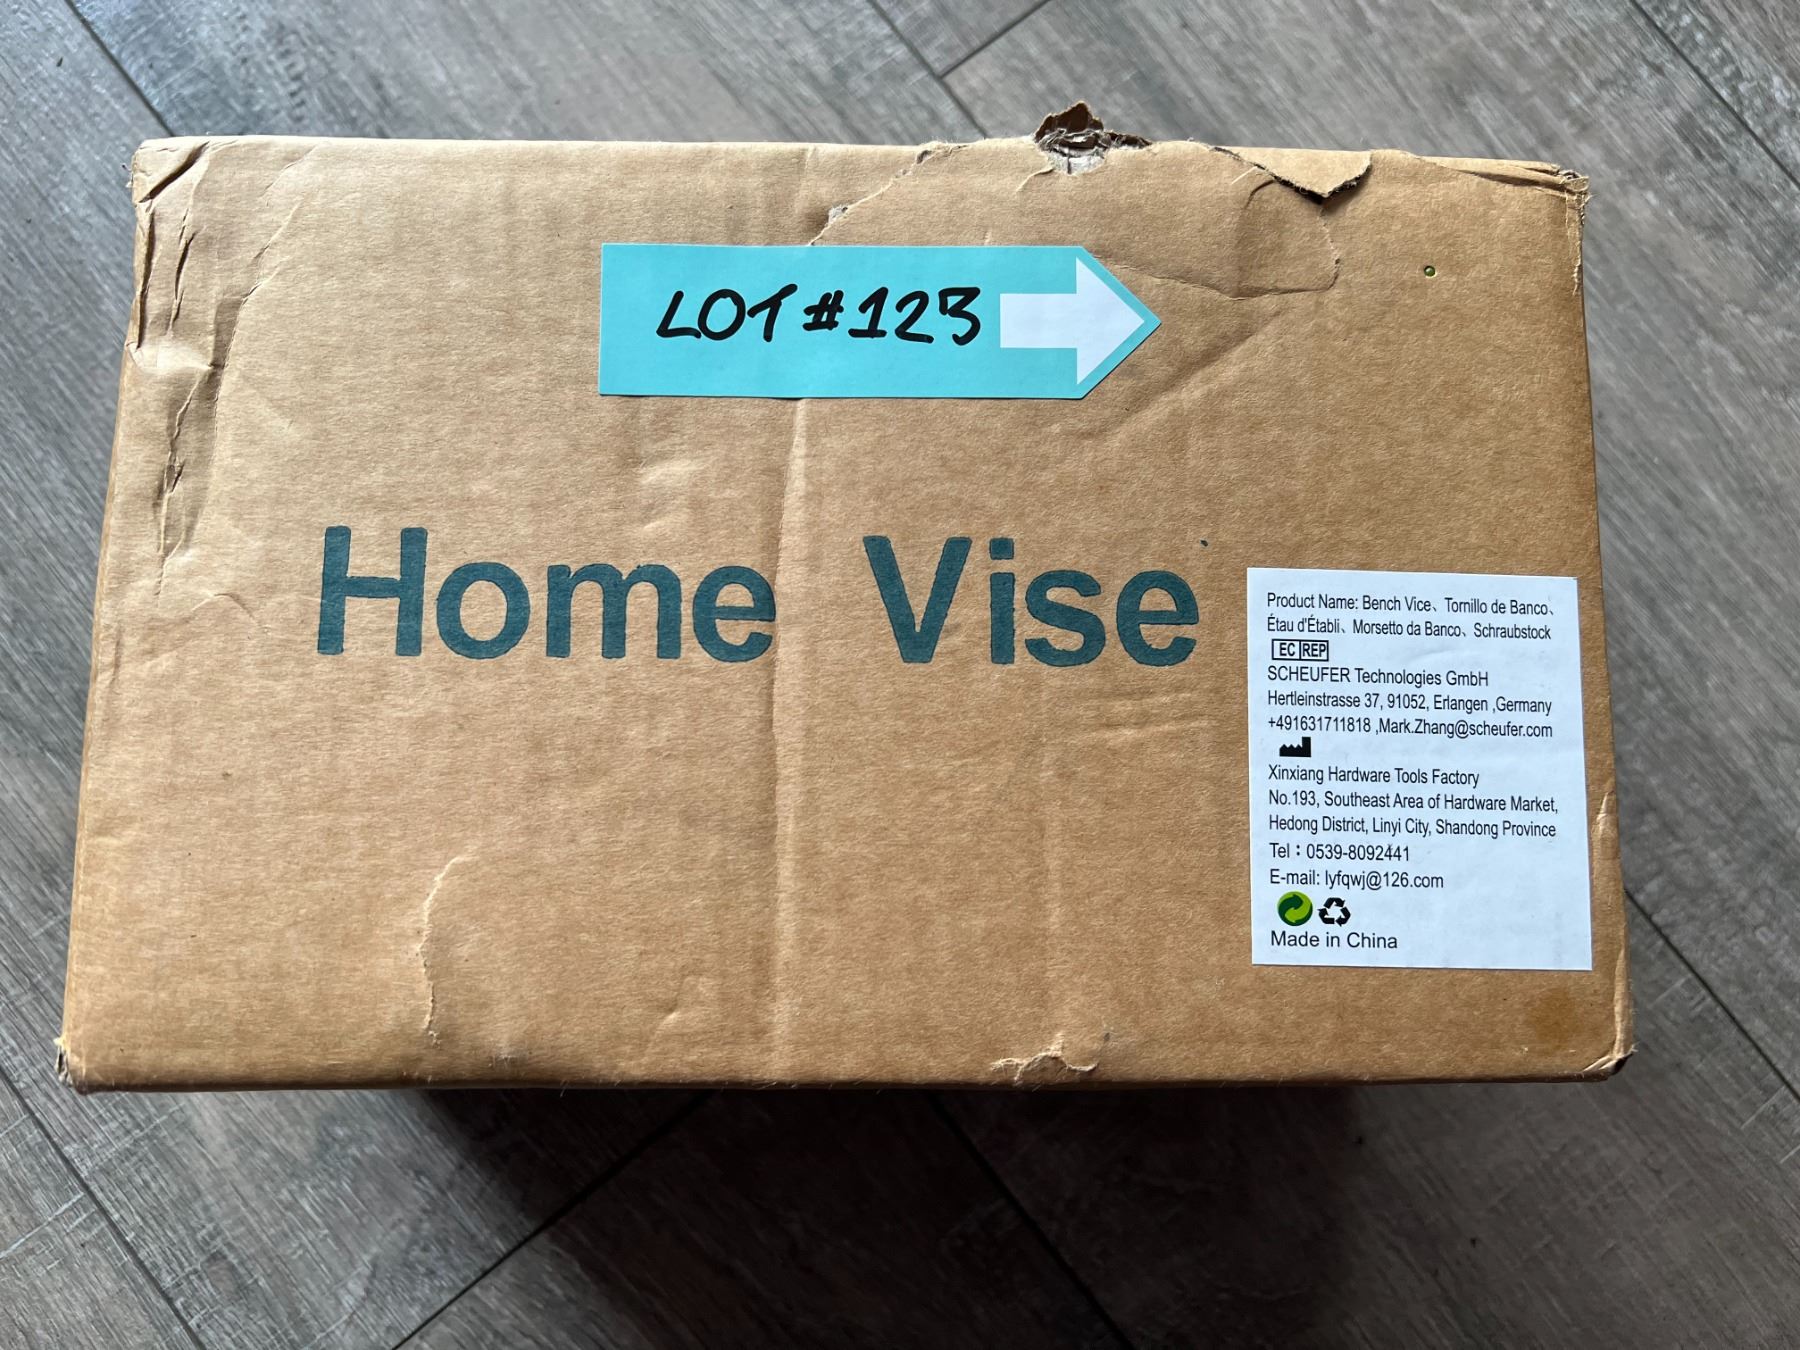 LOT #123
Home Vise
Product Name: Bench Vice、Tornillo de Banco、
Étau d'Établi、Morsetto da Banco、Schraubstock
EC REP
SCHEUFER Technologies GmbH
Hertleinstrasse 37, 91052, Erlangen ,Germany
+491631711818 ,Mark.Zhang@scheufer.com
Xinxiang Hardware Tools Factory
No.193, Southeast Area of Hardware Market,
Hedong District, Linyi City, Shandong Province
Tel：0539-8092441
E-mail: lyfqwj@126.com
Made in China